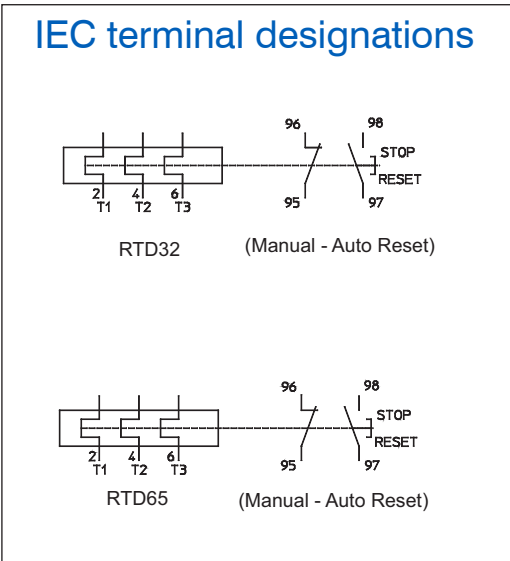 IEC terminal designations
96 98
STOP
RESET
2 4 6
T1 T2 T3
95 97
RTD32 (Manual - Auto Reset)
96 98
STOP
RESET
2 4 6
T1 T2 T3
95 97
RTD65 (Manual - Auto Reset)